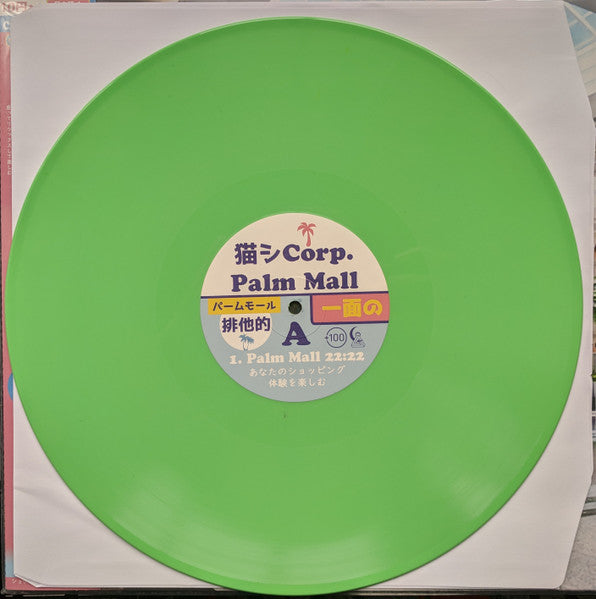 猫シCorp.
Palm Mall
パームモール
一面の
排他的
A
+100
1. Palm Mall 22:22
あなたのショッピング
体験を楽しむ